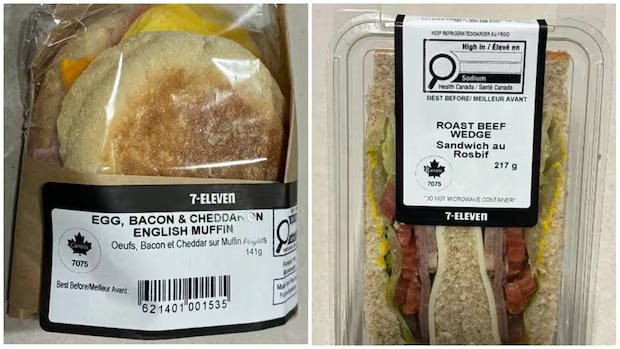 7-ELEVEN
EGG, BACON & CHEDDAR ON
ENGLISH MUFFIN
Oeufs, Bacon et Cheddar sur Muffin Anglais
141g
Canada
7075
Best Before/Meilleur Avant
621401001535
KEEP REFRIGERATED/GARDER AU FROID
High in / Élevé en
Sodium
Health Canada / Santé Canada
BEST BEFORE/ MEILLEUR AVANT
ROAST BEEF
WEDGE
Sandwich au
Rosbif
217 g
Canada
7075
"DO NOT MICROWAVE CONTAINER"
7-ELEVEN